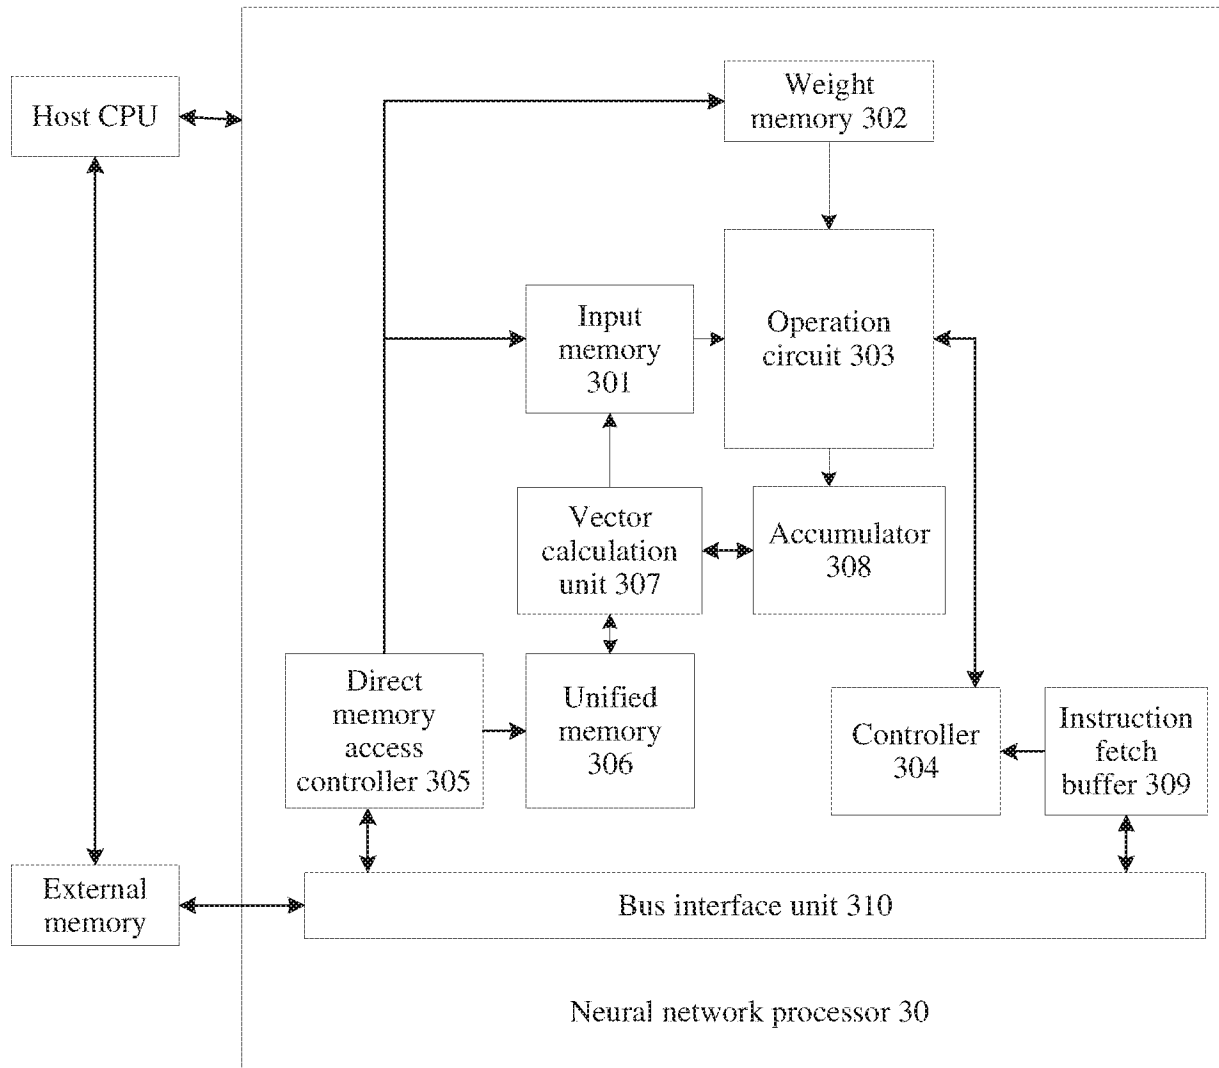 Host CPU
Weight
memory 302
Input
memory
301
Operation
circuit 303
Vector
calculation
unit 307
Accumulator
308
Direct
memory
access
controller 305
Unified
memory
306
Controller
304
Instruction
fetch
buffer 309
External
memory
Bus interface unit 310
Neural network processor 30